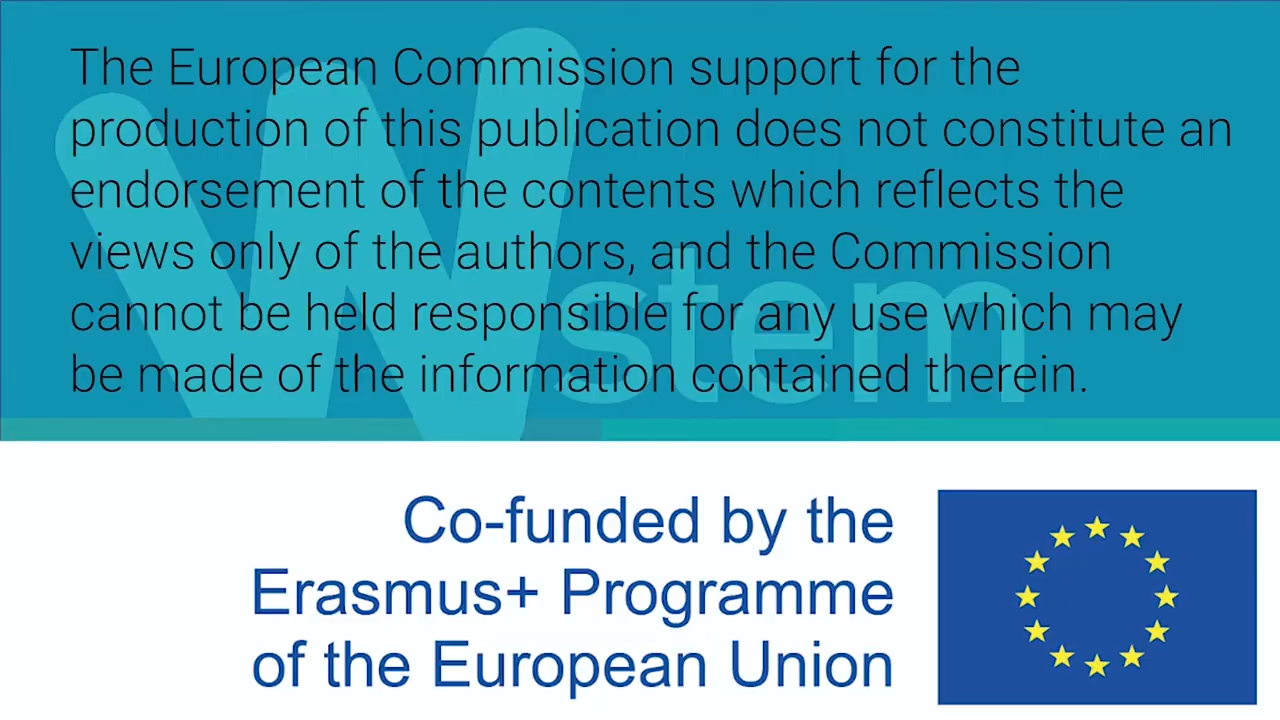 The European Commission support for the
production of this publication does not constitute an
endorsement of the contents which reflects the
views only of the authors, and the Commission
cannot be held responsible for any use which may
be made of the information contained therein.
Wstem
Co-funded by the
Erasmus+ Programme
of the European Union